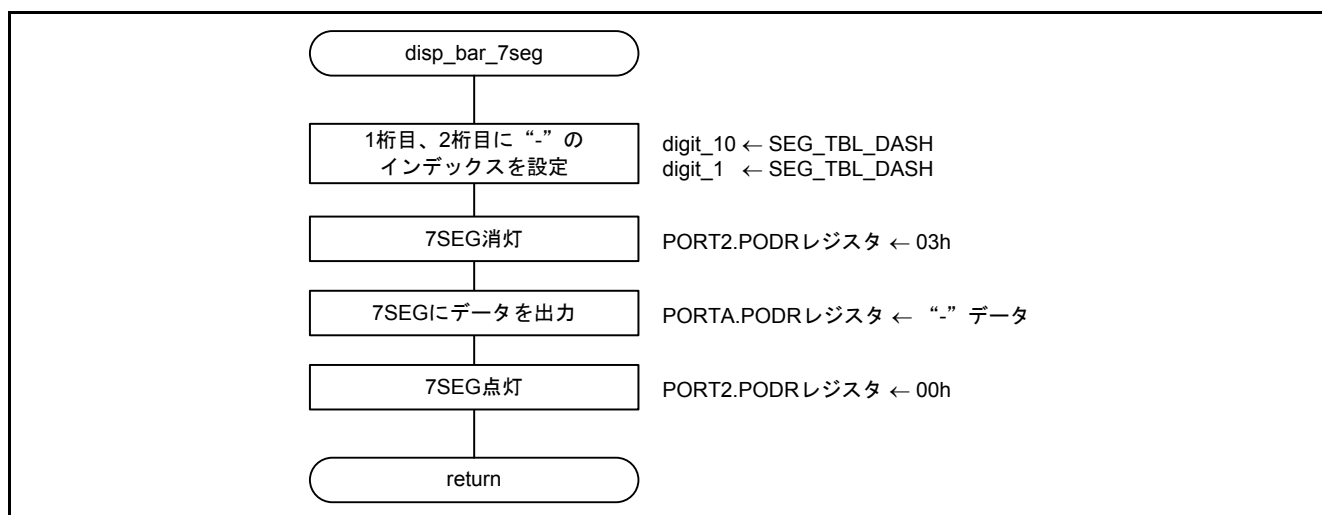 disp_bar_7seg
1桁目、2桁目に“-”の
インデックスを設定
digit_10 ← SEG_TBL_DASH
digit_1 ← SEG_TBL_DASH
7SEG消灯
PORT2.PODRレジスタ ← 03h
7SEGにデータを出力
PORTA.PODRレジスタ ← “-”データ
7SEG点灯
PORT2.PODRレジスタ ← 00h
return